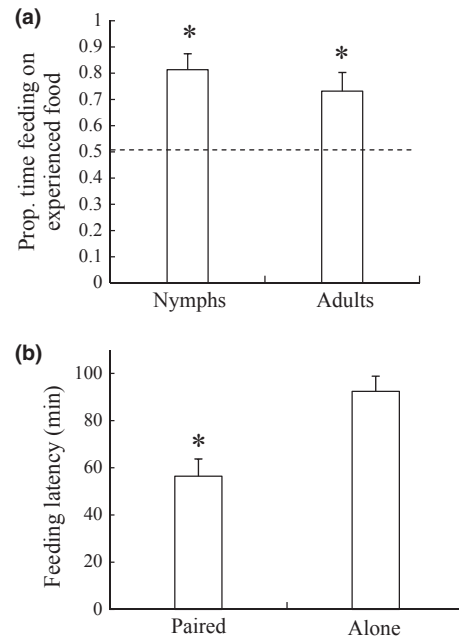 (a)
Prop. time feeding on
experienced food
1
0.9
0.8
0.7
0.6
0.5
0.4
0.3
0.2
0.1
0
*
*
Nymphs Adults
(b)
Feeding latency (min)
100
80
60
40
20
0
*
Paired Alone